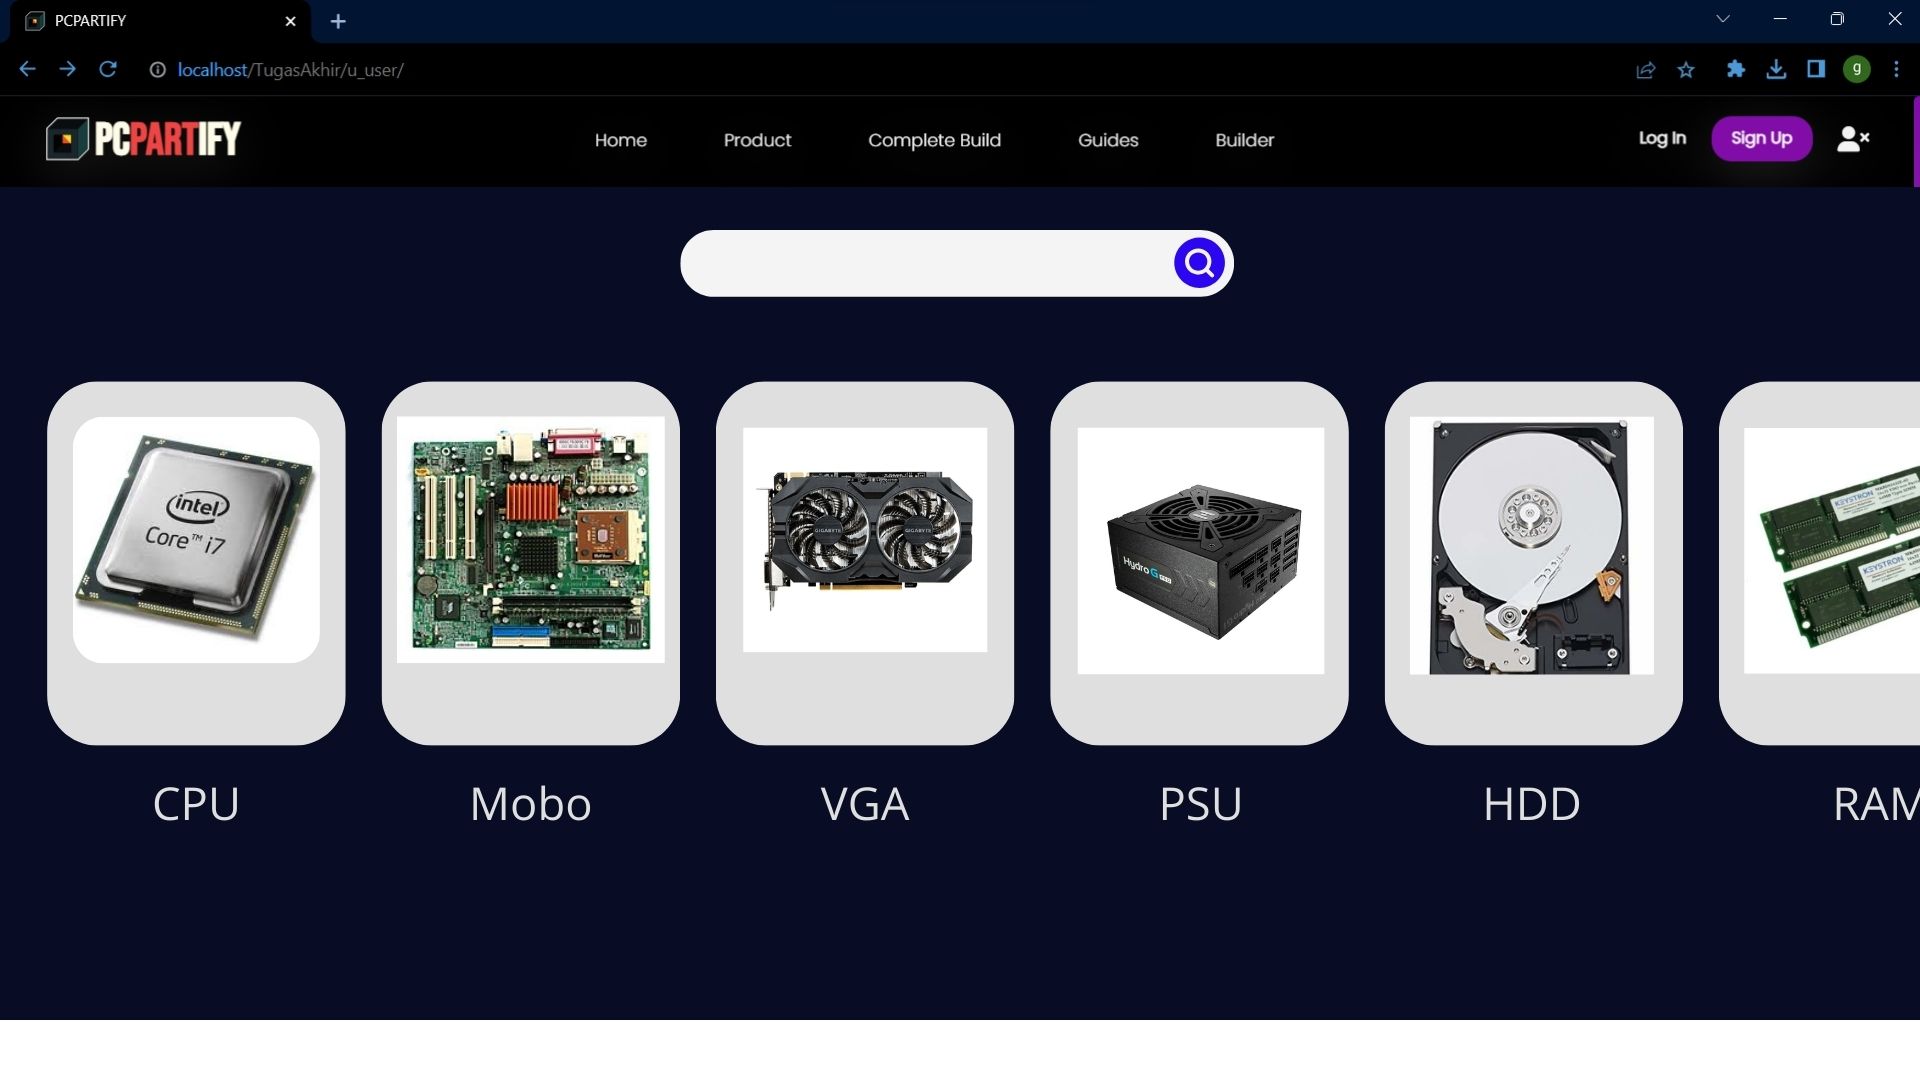 PCPARTIFY
localhost/TugasAkhir/u_user/
g
PCPARTIFY
Home Product Complete Build Guides Builder
Log In Sign Up
intel
Core™ i7
GIGABYTE GIGABYTE
Hydro G PRO
KEYSTRON
KEYSTRON
CPU Mobo VGA PSU HDD RAM